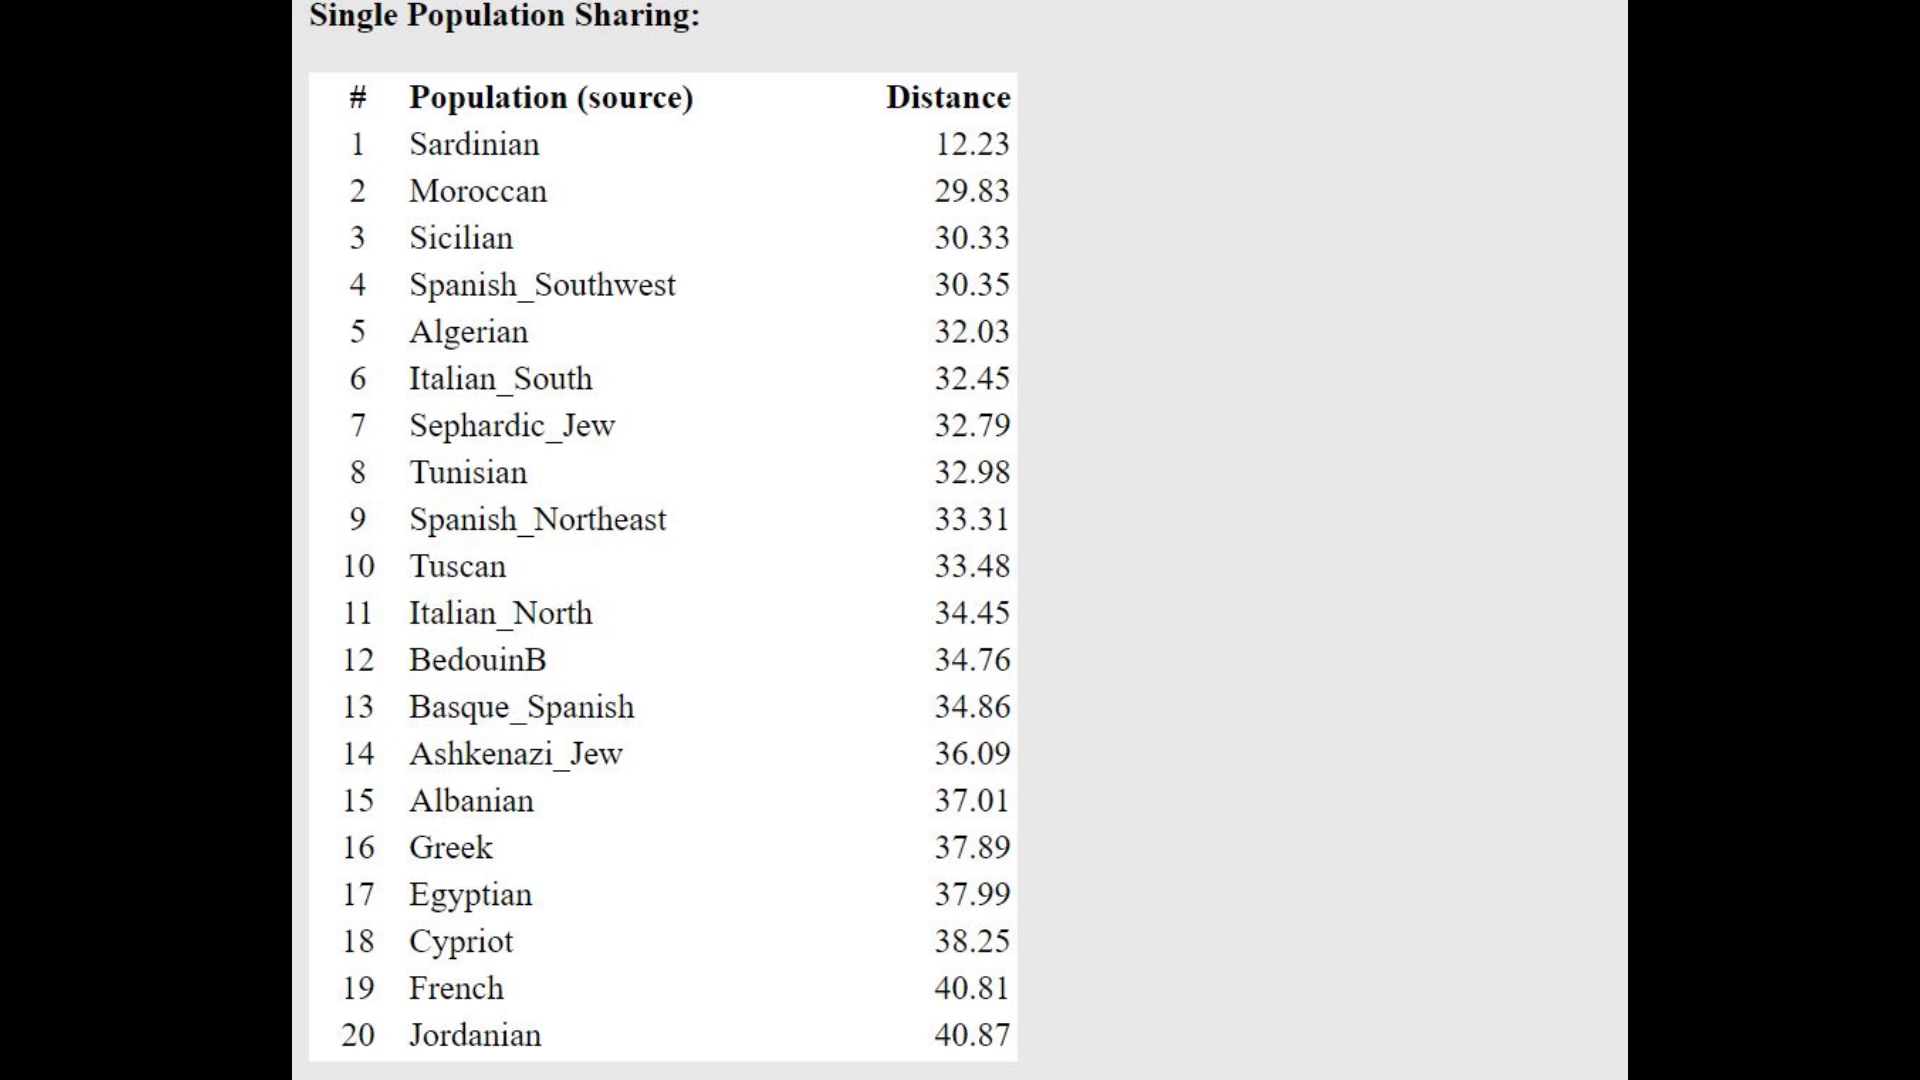 Single Population Sharing:
# Population (source) Distance
1 Sardinian 12.23
2 Moroccan 29.83
3 Sicilian 30.33
4 Spanish_Southwest 30.35
5 Algerian 32.03
6 Italian_South 32.45
7 Sephardic_Jew 32.79
8 Tunisian 32.98
9 Spanish_Northeast 33.31
10 Tuscan 33.48
11 Italian_North 34.45
12 BedouinB 34.76
13 Basque_Spanish 34.86
14 Ashkenazi_Jew 36.09
15 Albanian 37.01
16 Greek 37.89
17 Egyptian 37.99
18 Cypriot 38.25
19 French 40.81
20 Jordanian 40.87